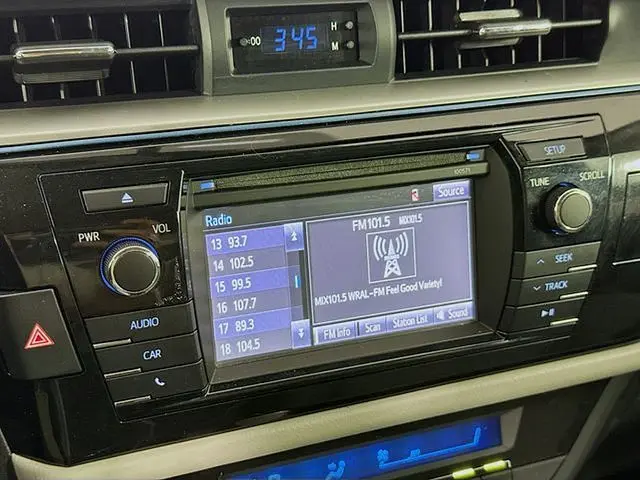 :00
3:45
H
M
100571
SETUP
TUNE
SCROLL
PWR
VOL
Radio
Source
13 93.7
14 102.5
15 99.5
16 107.7
17 89.3
18 104.5
FM101.5 MIX101.5
MIX101.5 WRAL-FM Feel Good Variety!
FM Info
Scan
Station List
Sound
SEEK
TRACK
AUDIO
CAR